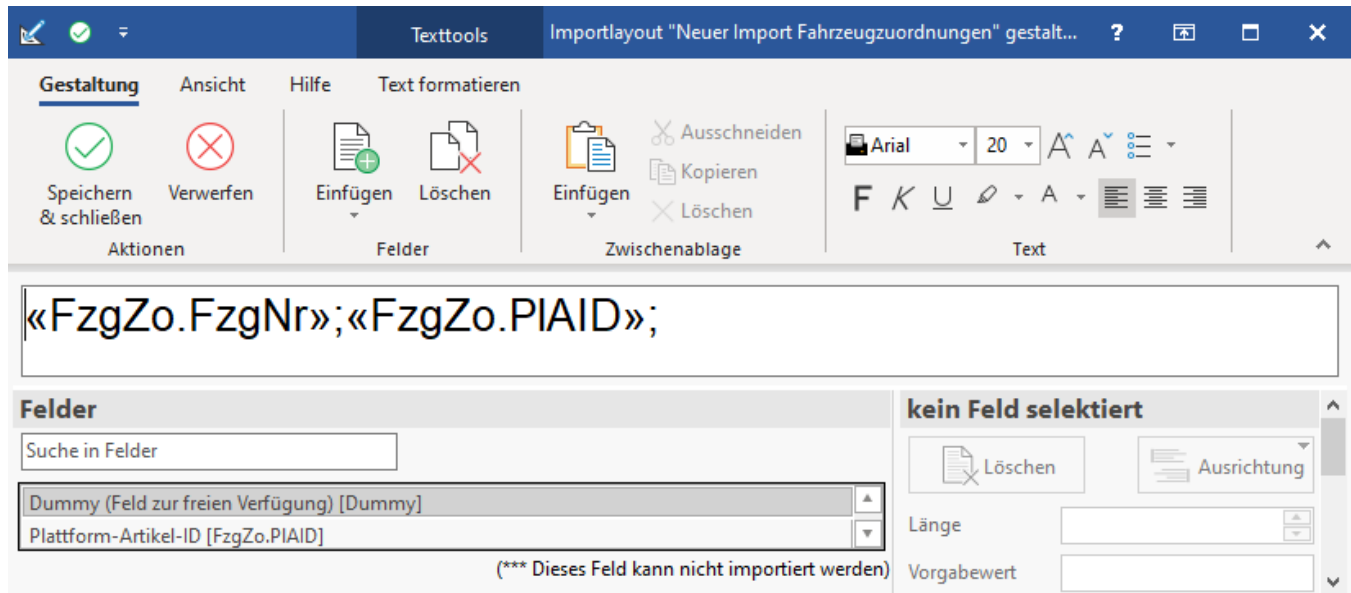 Texttools Importlayout "Neuer Import Fahrzeugzuordnungen" gestalt... ?
Gestaltung Ansicht Hilfe Text formatieren
Speichern & schließen
Verwerfen
Aktionen
Einfügen
Löschen
Felder
Einfügen
Ausschneiden
Kopieren
Löschen
Zwischenablage
Arial 20 A A
F K U A
Text
«FzgZo.FzgNr»;«FzgZo.PlAID»;
Felder
Suche in Felder
Dummy (Feld zur freien Verfügung) [Dummy]
Plattform-Artikel-ID [FzgZo.PlAID]
(*** Dieses Feld kann nicht importiert werden)
kein Feld selektiert
Löschen
Ausrichtung
Länge
Vorgabewert